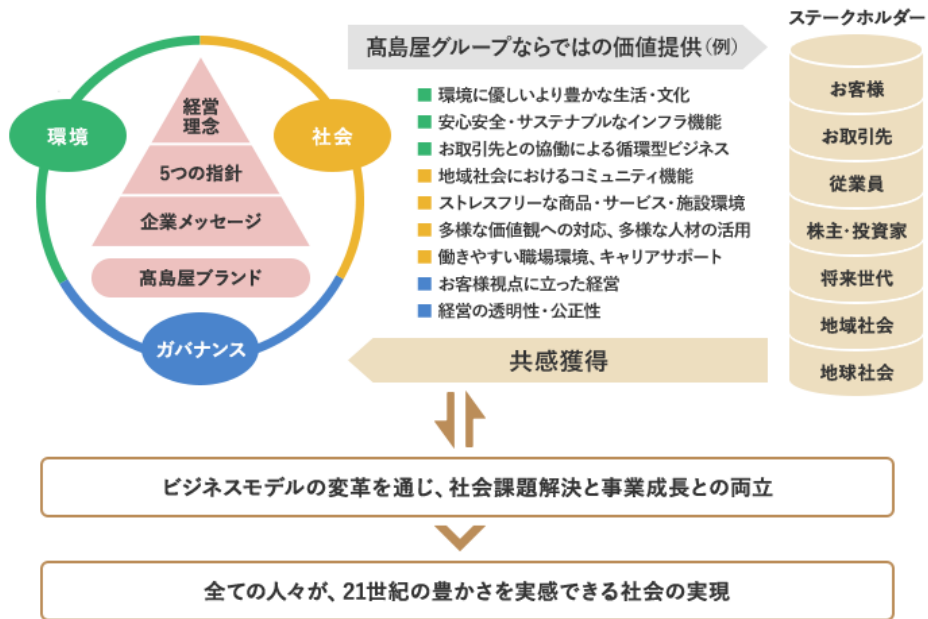 ステークホルダー
髙島屋グループならではの価値提供（例）
環境
社会
ガバナンス
経営
理念
5つの指針
企業メッセージ
髙島屋ブランド
環境に優しいより豊かな生活・文化
安心安全・サステナブルなインフラ機能
お取引先との協働による循環型ビジネス
地域社会におけるコミュニティ機能
ストレスフリーな商品・サービス・施設環境
多様な価値観への対応、多様な人材の活用
働きやすい職場環境、キャリアサポート
お客様視点に立った経営
経営の透明性・公正性
お客様
お取引先
従業員
株主・投資家
将来世代
地域社会
地球社会
共感獲得
ビジネスモデルの変革を通じ、社会課題解決と事業成長との両立
全ての人々が、21世紀の豊かさを実感できる社会の実現